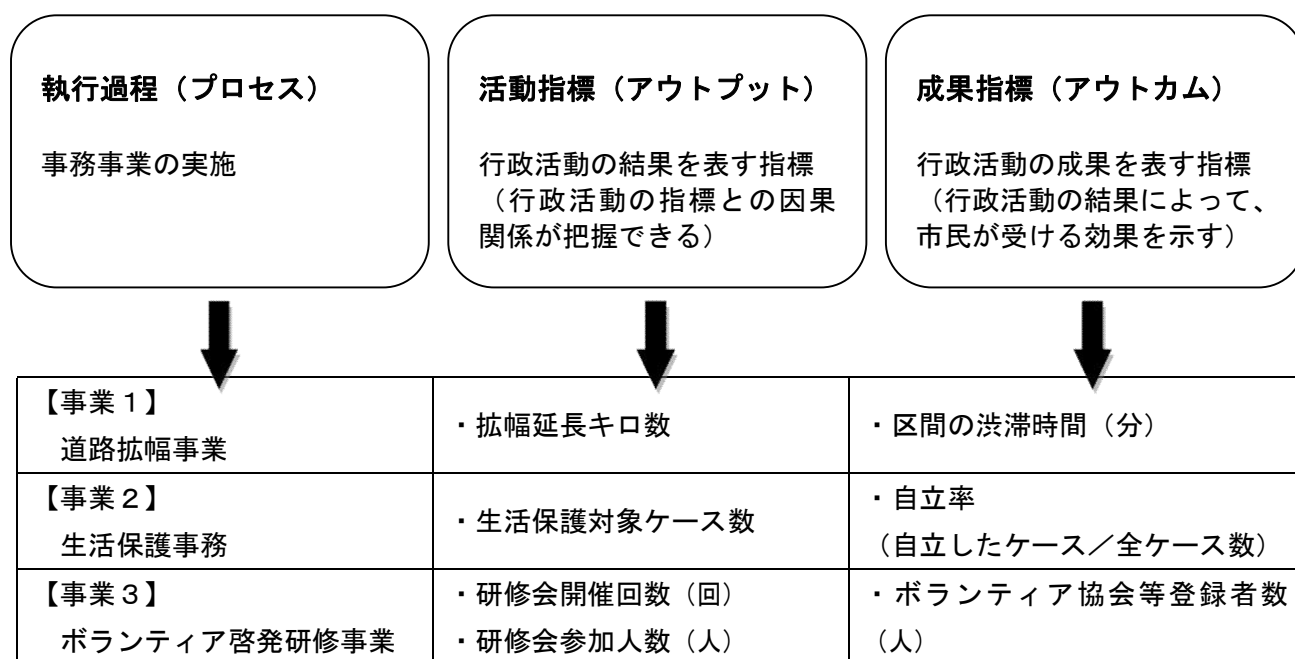 執行過程(プロセス)
事務事業の実施
活動指標(アウトプット)
行政活動の結果を表す指標
(行政活動の指標との因果
関係が把握できる)
成果指標(アウトカム)
行政活動の成果を表す指標
(行政活動の結果によって、
市民が受ける効果を示す)
【事業1】
道路拡幅事業
・拡幅延長キロ数
・区間の渋滞時間(分)
【事業2】
生活保護事務
・生活保護対象ケース数
・自立率
(自立したケース/全ケース数)
【事業3】
ボランティア啓発研修事業
・研修会開催回数(回)
・研修会参加人数(人)
・ボランティア協会等登録者数
(人)